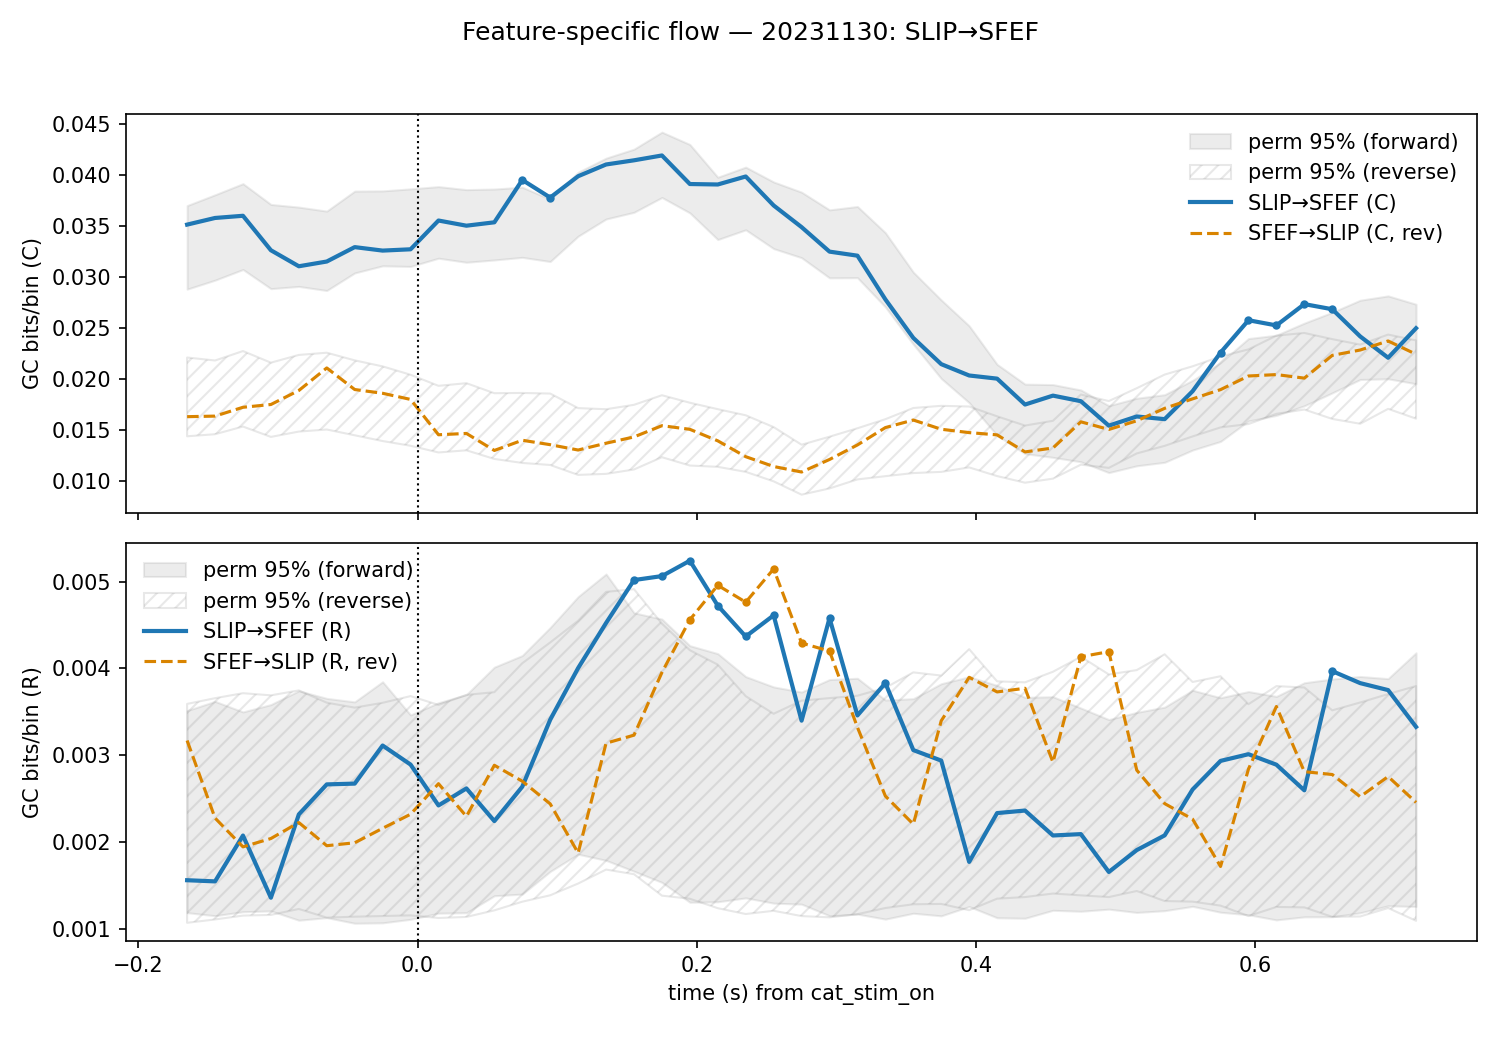 Feature-specific flow — 20231130: SLIP→SFEF
GC bits/bin (C)
0.045
0.040
0.035
0.030
0.025
0.020
0.015
0.010
perm 95% (forward)
perm 95% (reverse)
SLIP→SFEF (C)
SFEF→SLIP (C, rev)
GC bits/bin (R)
0.005
0.004
0.003
0.002
0.001
perm 95% (forward)
perm 95% (reverse)
SLIP→SFEF (R)
SFEF→SLIP (R, rev)
−0.2 0.0 0.2 0.4 0.6
time (s) from cat_stim_on